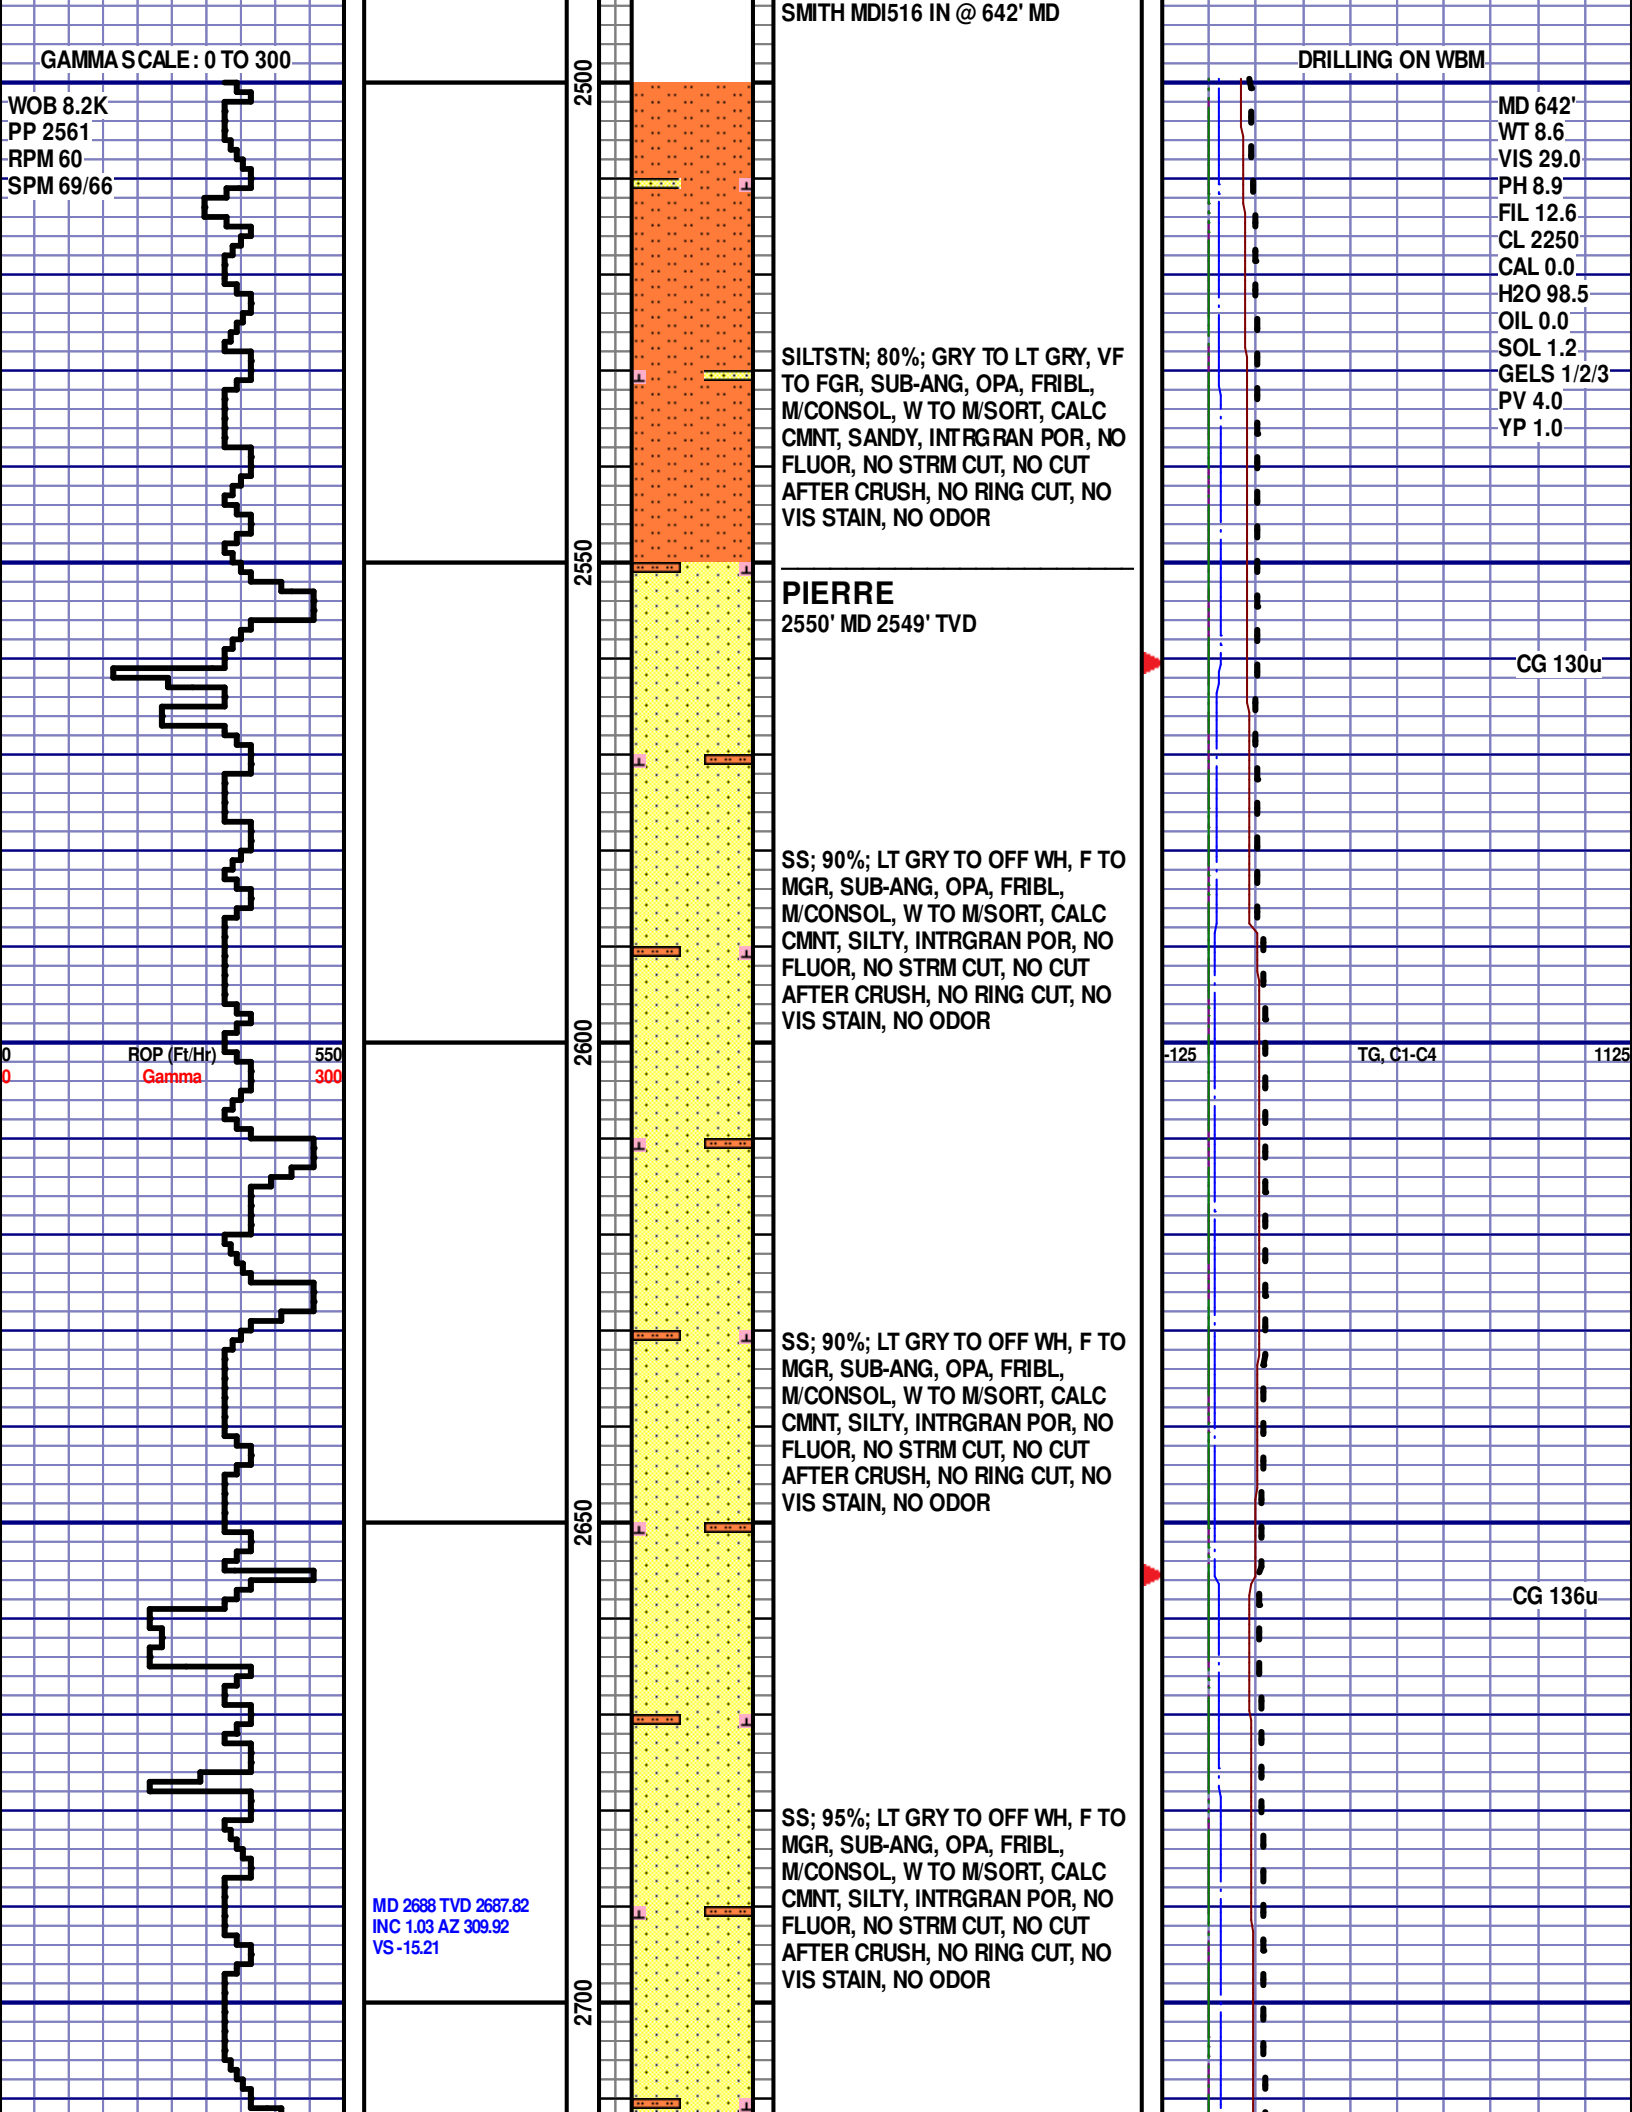 SMITH MDI516 IN @ 642' MD
GAMMA SCALE: 0 TO 300
DRILLING ON WBM
2500
WOB 8.2K
PP 2561
RPM 60
SPM 69/66
MD 642'
WT 8.6
VIS 29.0
PH 8.9
FIL 12.6
CL 2250
CAL 0.0
H2O 98.5
OIL 0.0
SOL 1.2
GELS 1/2/3
PV 4.0
YP 1.0
SILTSTN; 80%; GRY TO LT GRY, VF
TO FGR, SUB-ANG, OPA, FRIBL,
M/CONSOL, W TO M/SORT, CALC
CMNT, SANDY, INTRGRAN POR, NO
FLUOR, NO STRM CUT, NO CUT
AFTER CRUSH, NO RING CUT, NO
VIS STAIN, NO ODOR
2550
PIERRE
2550' MD 2549' TVD
CG 130u
SS; 90%; LT GRY TO OFF WH, F TO
MGR, SUB-ANG, OPA, FRIBL,
M/CONSOL, W TO M/SORT, CALC
CMNT, SILTY, INTRGRAN POR, NO
FLUOR, NO STRM CUT, NO CUT
AFTER CRUSH, NO RING CUT, NO
VIS STAIN, NO ODOR
2600
0 ROP (Ft/Hr) 550
0 Gamma 300
-125 TG, C1-C4 1125
SS; 90%; LT GRY TO OFF WH, F TO
MGR, SUB-ANG, OPA, FRIBL,
M/CONSOL, W TO M/SORT, CALC
CMNT, SILTY, INTRGRAN POR, NO
FLUOR, NO STRM CUT, NO CUT
AFTER CRUSH, NO RING CUT, NO
VIS STAIN, NO ODOR
2650
CG 136u
SS; 95%; LT GRY TO OFF WH, F TO
MGR, SUB-ANG, OPA, FRIBL,
M/CONSOL, W TO M/SORT, CALC
CMNT, SILTY, INTRGRAN POR, NO
FLUOR, NO STRM CUT, NO CUT
AFTER CRUSH, NO RING CUT, NO
VIS STAIN, NO ODOR
MD 2688 TVD 2687.82
INC 1.03 AZ 309.92
VS -15.21
2700